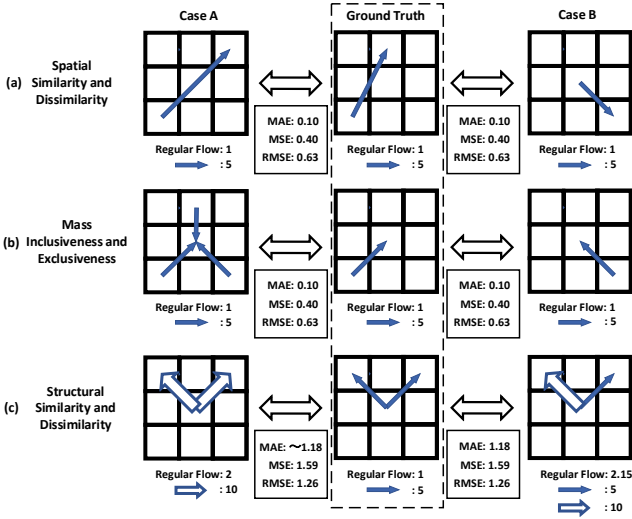 Case A Ground Truth Case B
(a) Spatial
Similarity and
Dissimilarity
MAE: 0.10
MSE: 0.40
RMSE: 0.63
MAE: 0.10
MSE: 0.40
RMSE: 0.63
Regular Flow: 1
: 5
Regular Flow: 1
: 5
Regular Flow: 1
: 5
(b) Mass
Inclusiveness and
Exclusiveness
MAE: 0.10
MSE: 0.40
RMSE: 0.63
MAE: 0.10
MSE: 0.40
RMSE: 0.63
Regular Flow: 1
: 5
Regular Flow: 1
: 5
Regular Flow: 1
: 5
(c) Structural
Similarity and
Dissimilarity
MAE: ～1.18
MSE: 1.59
RMSE: 1.26
MAE: 1.18
MSE: 1.59
RMSE: 1.26
Regular Flow: 2
: 10
Regular Flow: 1
: 5
Regular Flow: 2.15
: 5
: 10